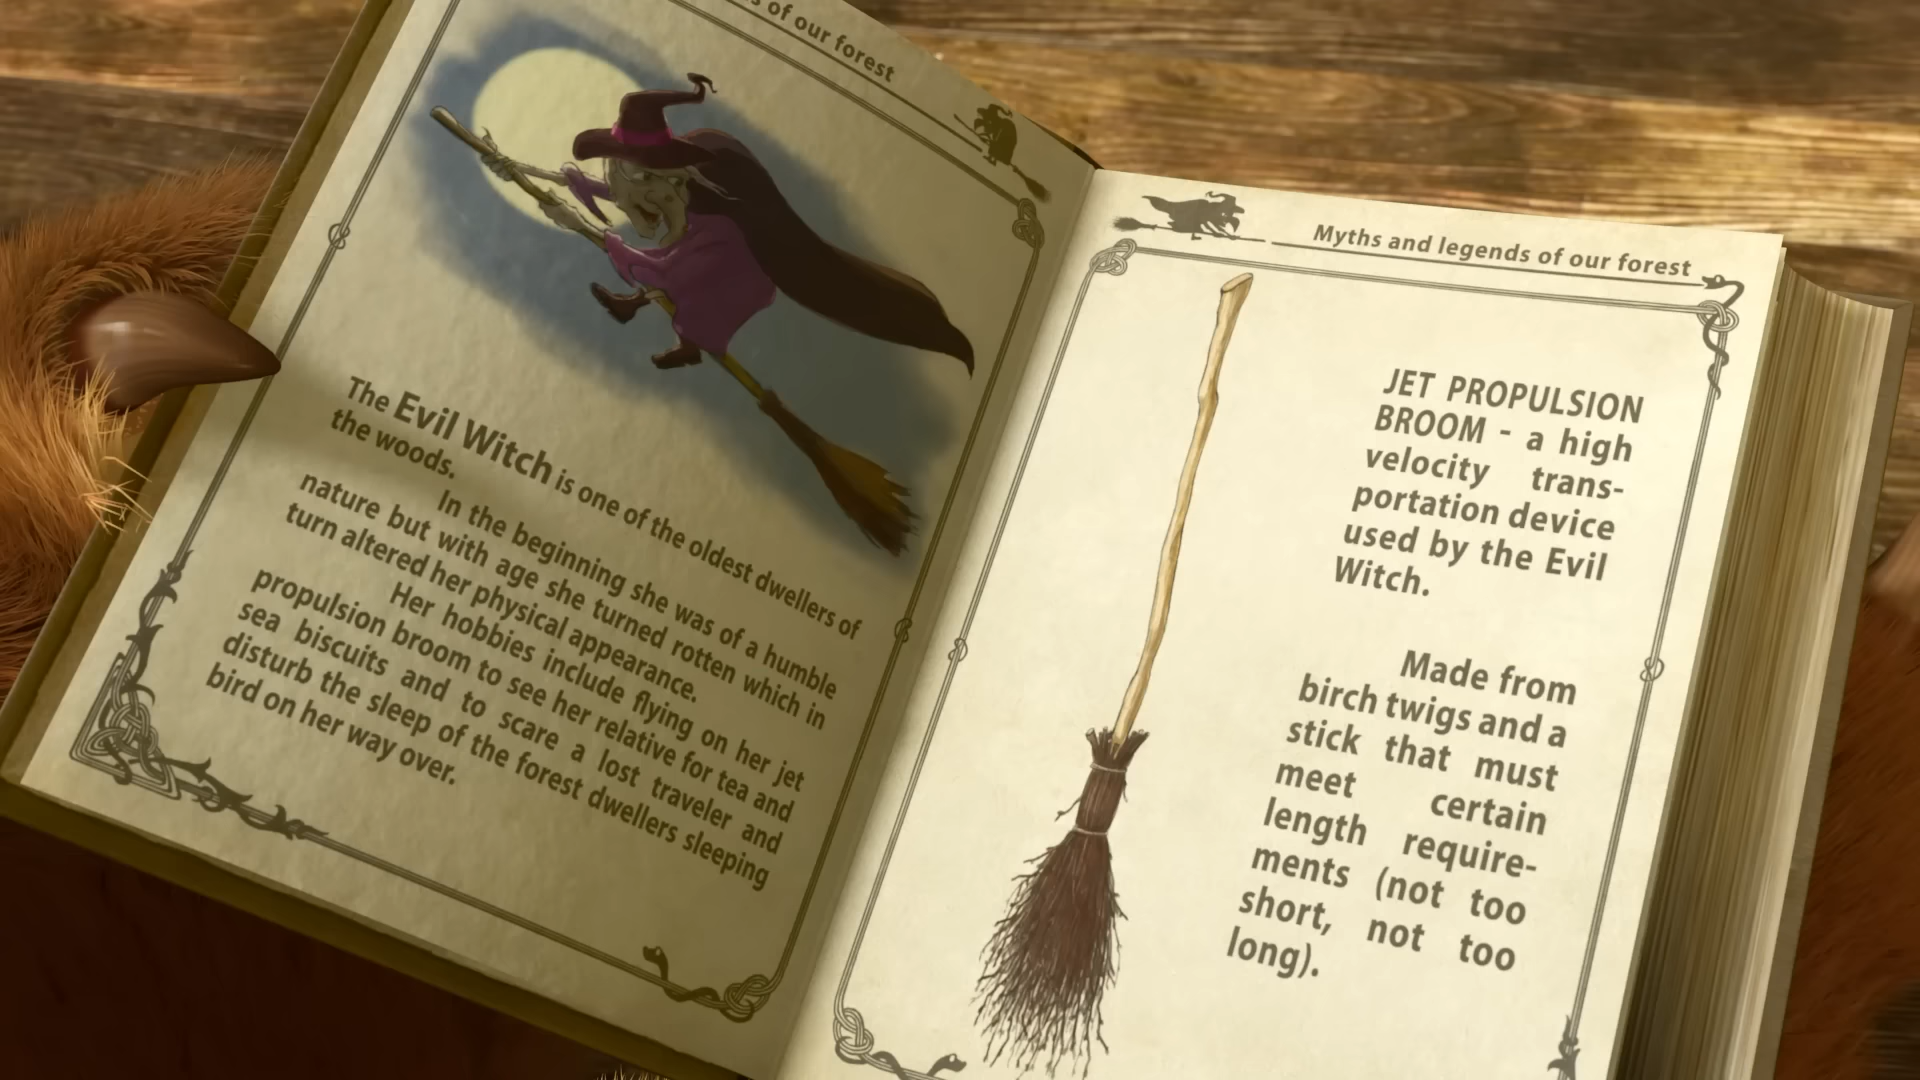 of our forest
The Evil Witch is one of the oldest dwellers of
the woods.
In the beginning she was of a humble
nature but with age she turned rotten which in
turn altered her physical appearance.
Her hobbies include flying on her jet
propulsion broom to see her relative for tea and
sea biscuits and to scare a lost traveler and
disturb the sleep of the forest dwellers sleeping
bird on her way over.
Myths and legends of our forest
JET PROPULSION
BROOM - a high
velocity trans-
portation device
used by the Evil
Witch.
Made from
birch twigs and a
stick that must
meet certain
length require-
ments (not too
short, not too
long).